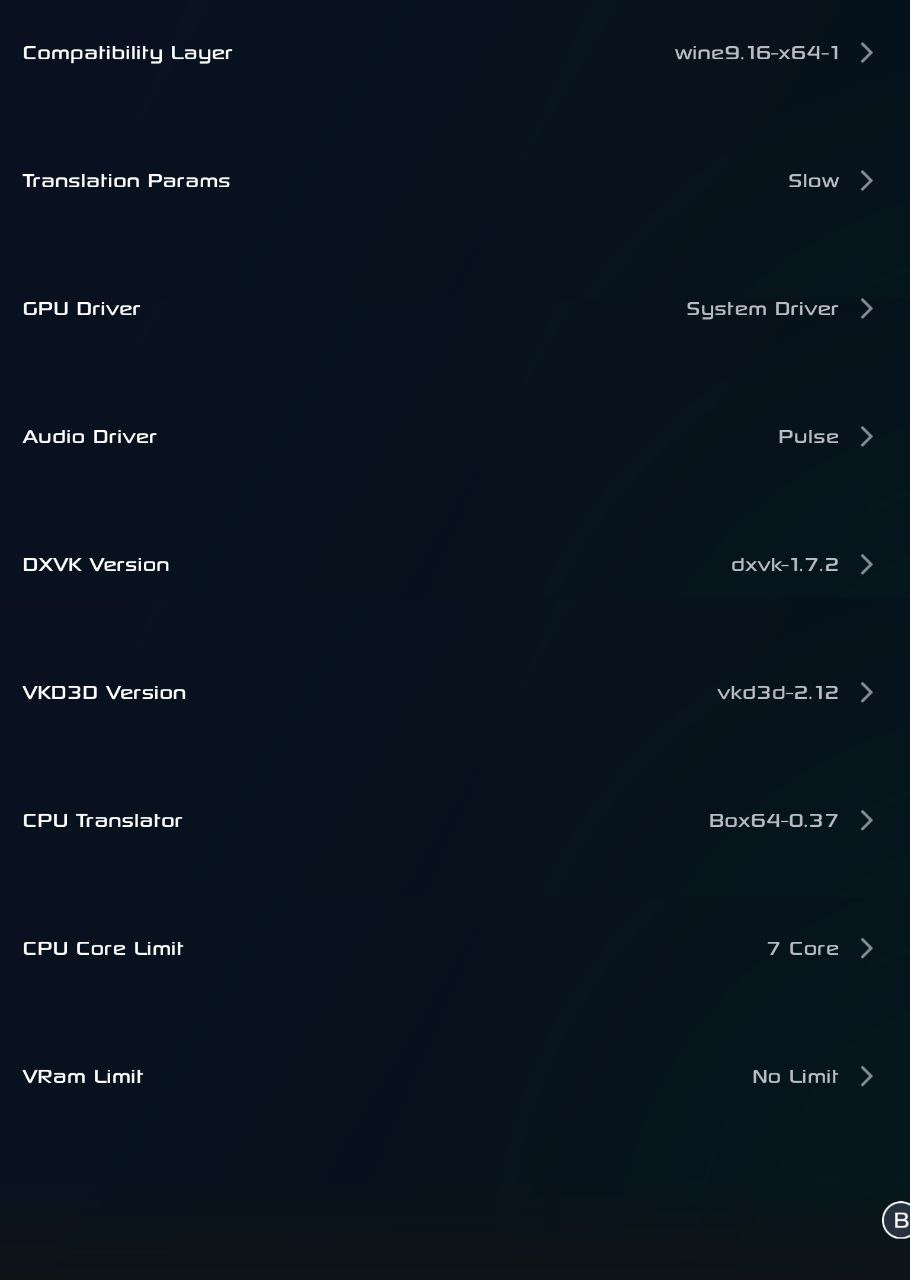 Compatibility Layer wine9.16-x64-1
Translation Params Slow
GPU Driver System Driver
Audio Driver Pulse
DXVK Version dxvk-1.7.2
VKD3D Version vkd3d-2.12
CPU Translator Box64-0.37
CPU Core Limit 7 Core
VRam Limit No Limit
B